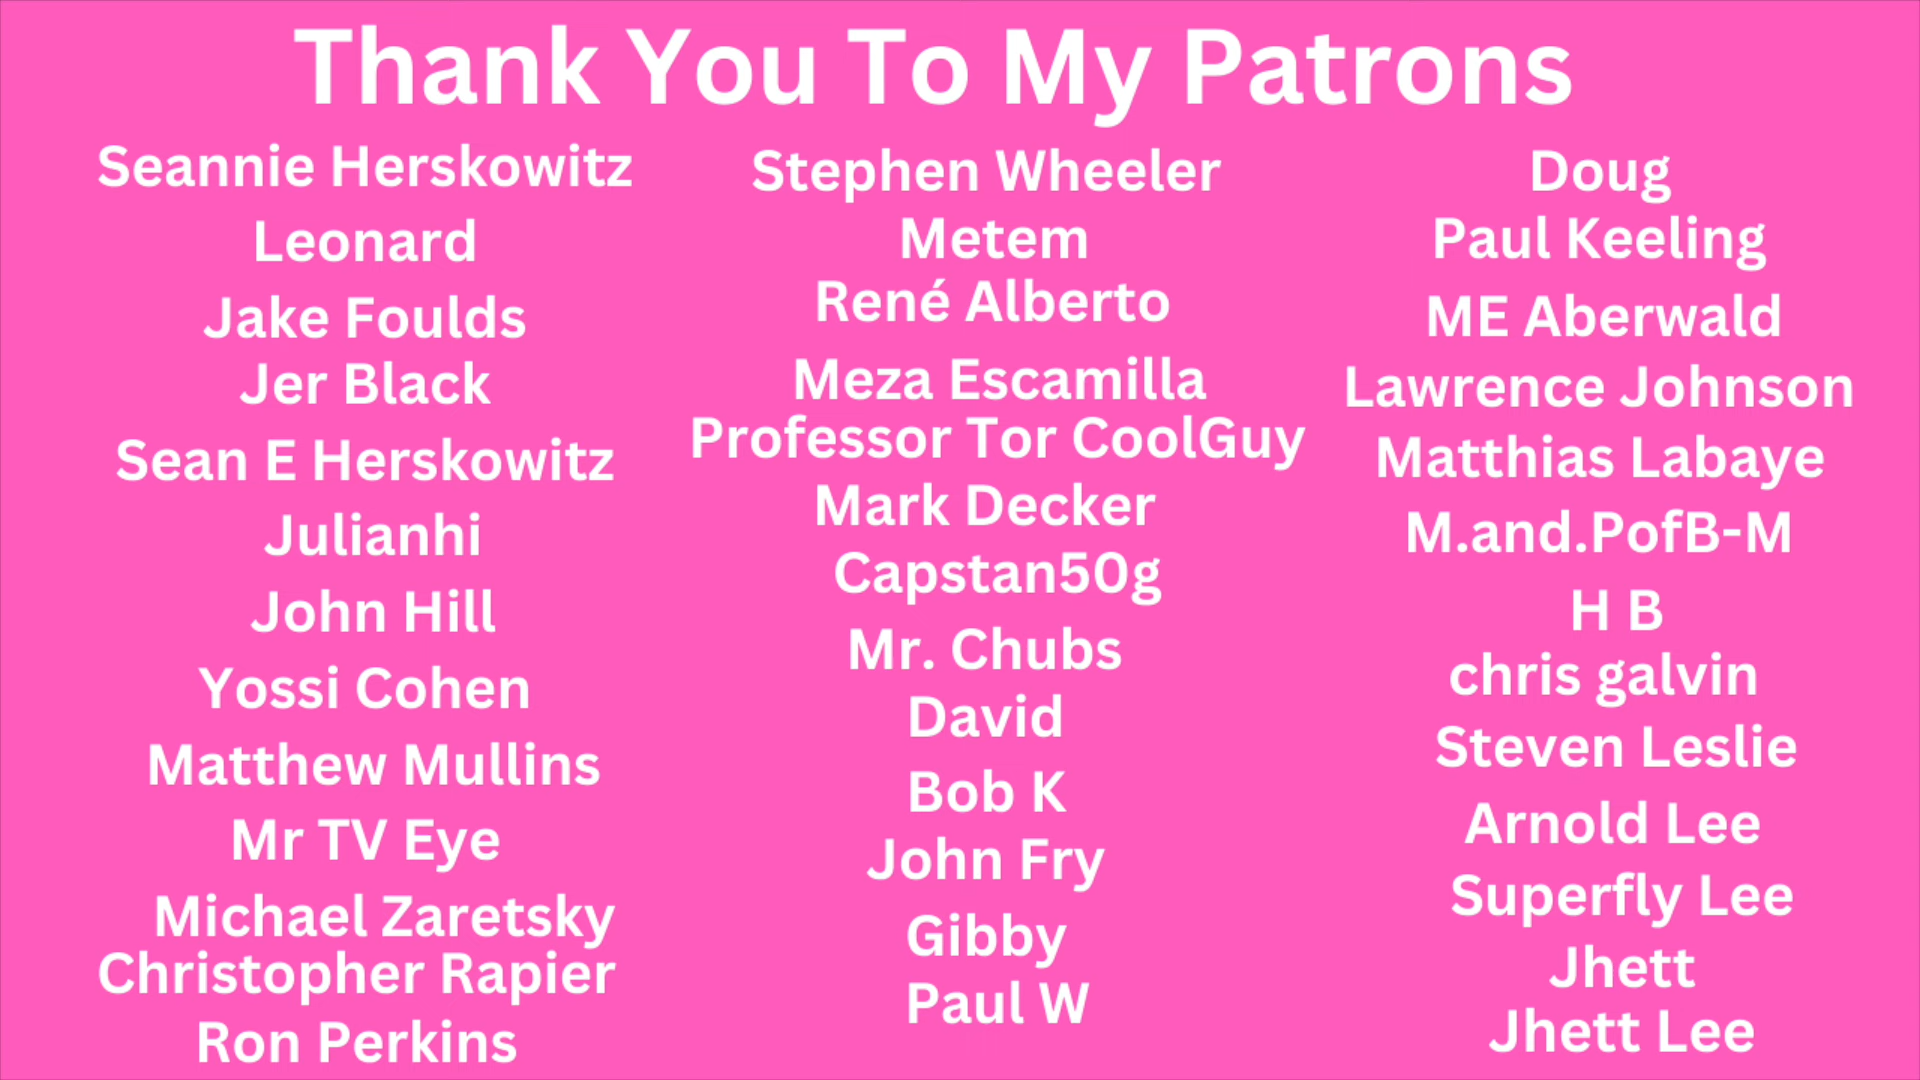 Thank You To My Patrons
Seannie Herskowitz
Leonard
Jake Foulds
Jer Black
Sean E Herskowitz
Julianhi
John Hill
Yossi Cohen
Matthew Mullins
Mr TV Eye
Michael Zaretsky
Christopher Rapier
Ron Perkins
Stephen Wheeler
Metem
René Alberto
Meza Escamilla
Professor Tor CoolGuy
Mark Decker
Capstan50g
Mr. Chubs
David
Bob K
John Fry
Gibby
Paul W
Doug
Paul Keeling
ME Aberwald
Lawrence Johnson
Matthias Labaye
M.and.PofB-M
H B
chris galvin
Steven Leslie
Arnold Lee
Superfly Lee
Jhett
Jhett Lee